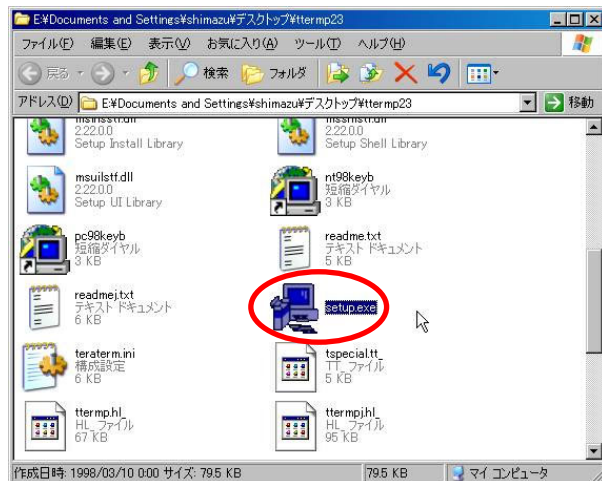 E:¥Documents and Settings¥shimazu¥デスクトップ¥ttermp23
ファイル(F) 編集(E) 表示(V) お気に入り(A) ツール(T) ヘルプ(H)
戻る 検索 フォルダ
アドレス(D) E:¥Documents and Settings¥shimazu¥デスクトップ¥ttermp23 移動
2.22.0.0
Setup Install Library
2.22.0.0
Setup Shell Library
msuilstf.dll
2.22.0.0
Setup UI Library
nt98keyb
短縮ダイヤル
3 KB
pc98keyb
短縮ダイヤル
3 KB
readme.txt
テキスト ドキュメント
5 KB
readmej.txt
テキスト ドキュメント
6 KB
setup.exe
teraterm.ini
構成設定
6 KB
tspecial.tt_
TT_ ファイル
5 KB
ttermp.hl_
HL_ ファイル
67 KB
ttermpj.hl_
HL_ ファイル
95 KB
作成日時: 1998/03/10 0:00 サイズ: 79.5 KB 79.5 KB マイ コンピュータ